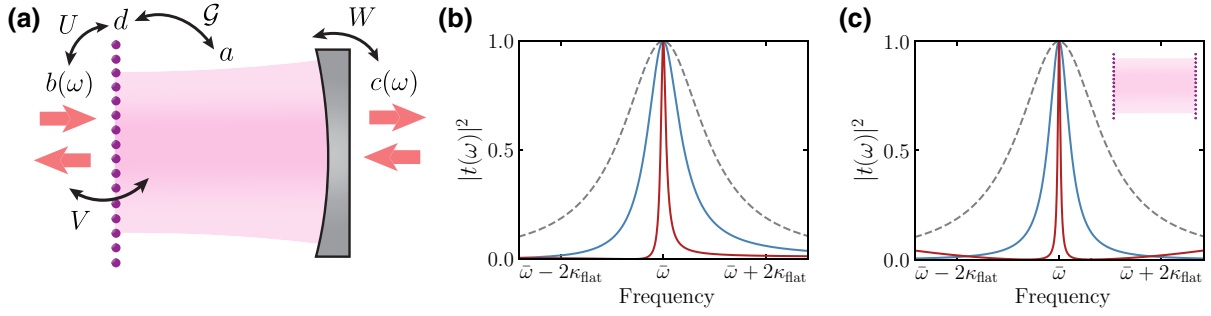 (a)
U
d
𝒢
a
W
b(ω)
c(ω)
V
(b)
|t(ω)|²
1.0
0.5
0.0
ω̄ − 2κ_flat
ω̄
ω̄ + 2κ_flat
Frequency
(c)
|t(ω)|²
1.0
0.5
0.0
ω̄ − 2κ_flat
ω̄
ω̄ + 2κ_flat
Frequency